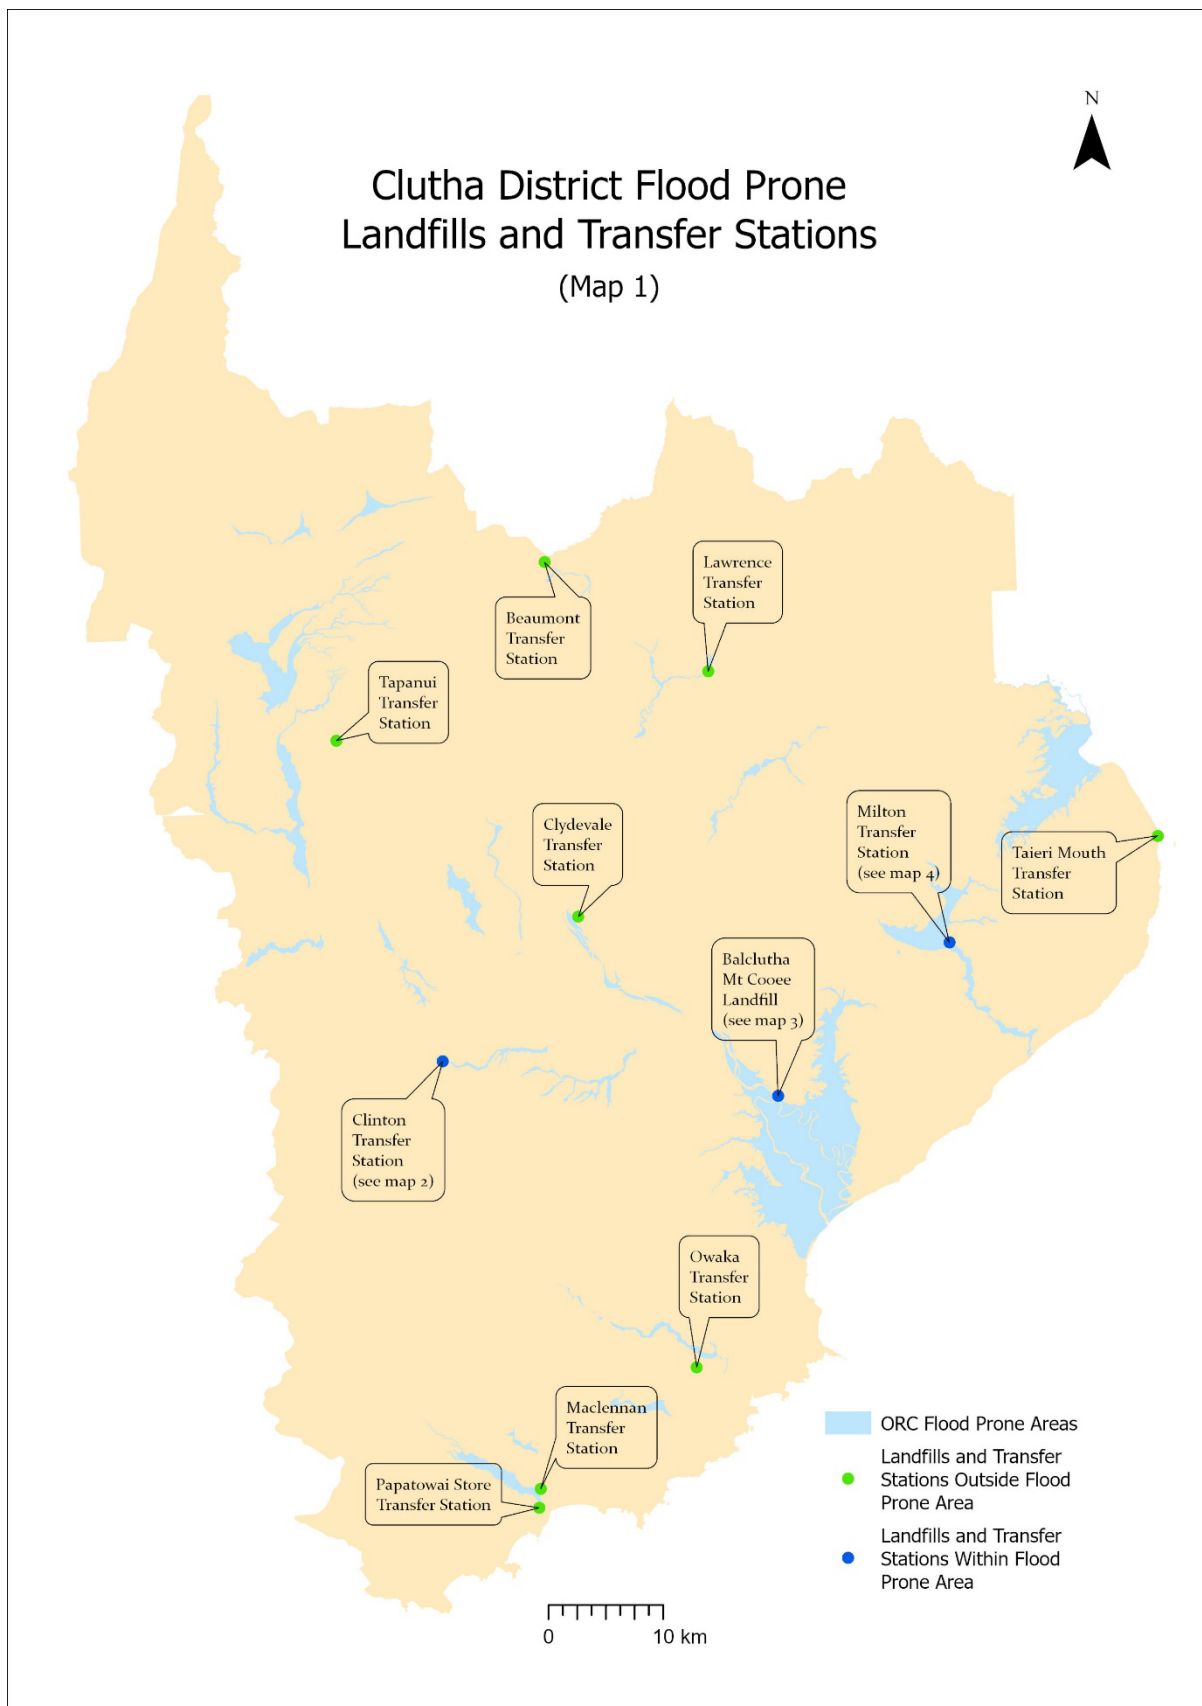 N
Clutha District Flood Prone
Landfills and Transfer Stations
(Map 1)
Lawrence
Transfer
Station
Beaumont
Transfer
Station
Tapanui
Transfer
Station
Clydevale
Transfer
Station
Milton
Transfer
Station
(see map 4)
Taieri Mouth
Transfer
Station
Balclutha
Mt Cooee
Landfill
(see map 3)
Clinton
Transfer
Station
(see map 2)
Owaka
Transfer
Station
Maclennan
Transfer
Station
Papatowai Store
Transfer Station
ORC Flood Prone Areas
Landfills and Transfer
Stations Outside Flood
Prone Area
Landfills and Transfer
Stations Within Flood
Prone Area
0 10 km